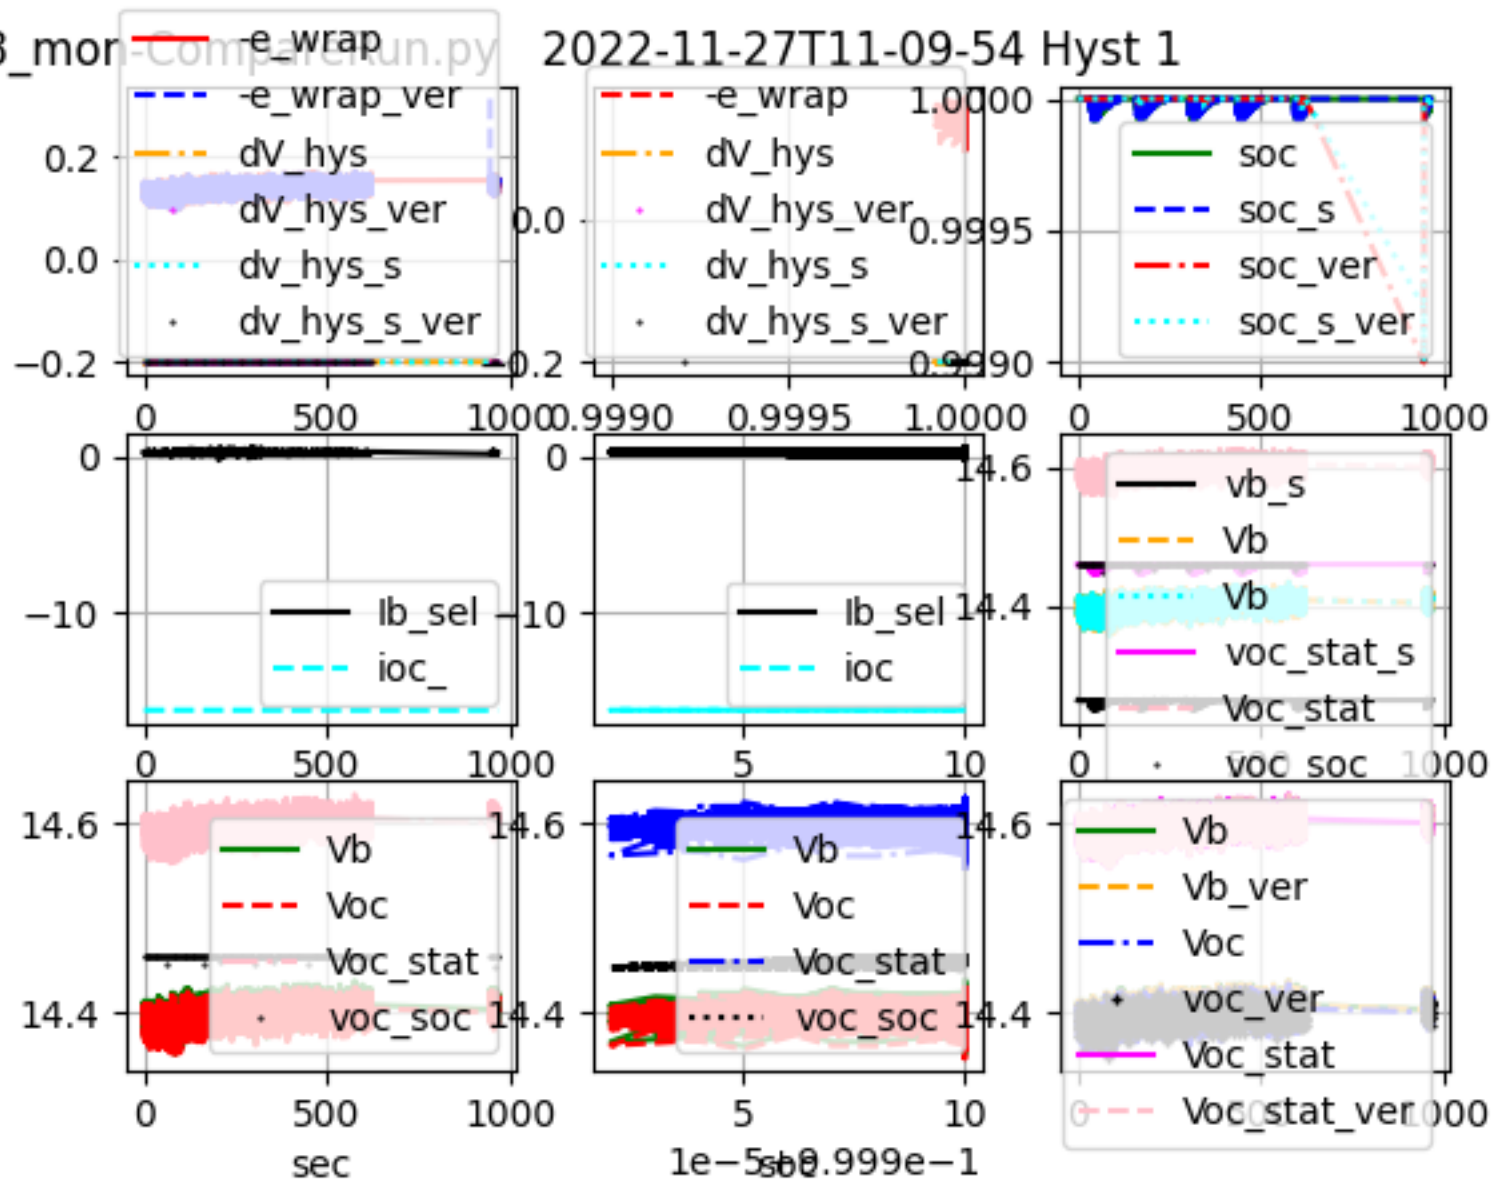 3_mon-CompareRun.py 2022-11-27T11-09-54 Hyst 1
-e_wrap
-e_wrap_ver
dV_hys
dV_hys_ver
dv_hys_s
dv_hys_s_ver
0.2
0.0
−0.2
0
500
1000
-e_wrap
dV_hys
dV_hys_ver
dv_hys_s
dv_hys_s_ver
0.0
0.2
0.9990
0.9995
1.0000
soc
soc_s
soc_ver
soc_s_ver
1.0000
0.9995
0.9990
0
500
1000
Ib_sel
ioc_
0
−10
0
500
1000
Ib_sel
ioc
0
−10
5
10
vb_s
Vb
Vb
voc_stat_s
Voc_stat
voc_soc
14.6
14.4
0
500
1000
Vb
Voc
Voc_stat
voc_soc
14.6
14.4
0
500
1000
sec
Vb
Voc
Voc_stat
voc_soc
14.6
14.4
5
10
1e−5+9.999e−1
soc
Vb
Vb_ver
Voc
voc_ver
Voc_stat
Voc_stat_ver
14.6
14.4
0
500
1000